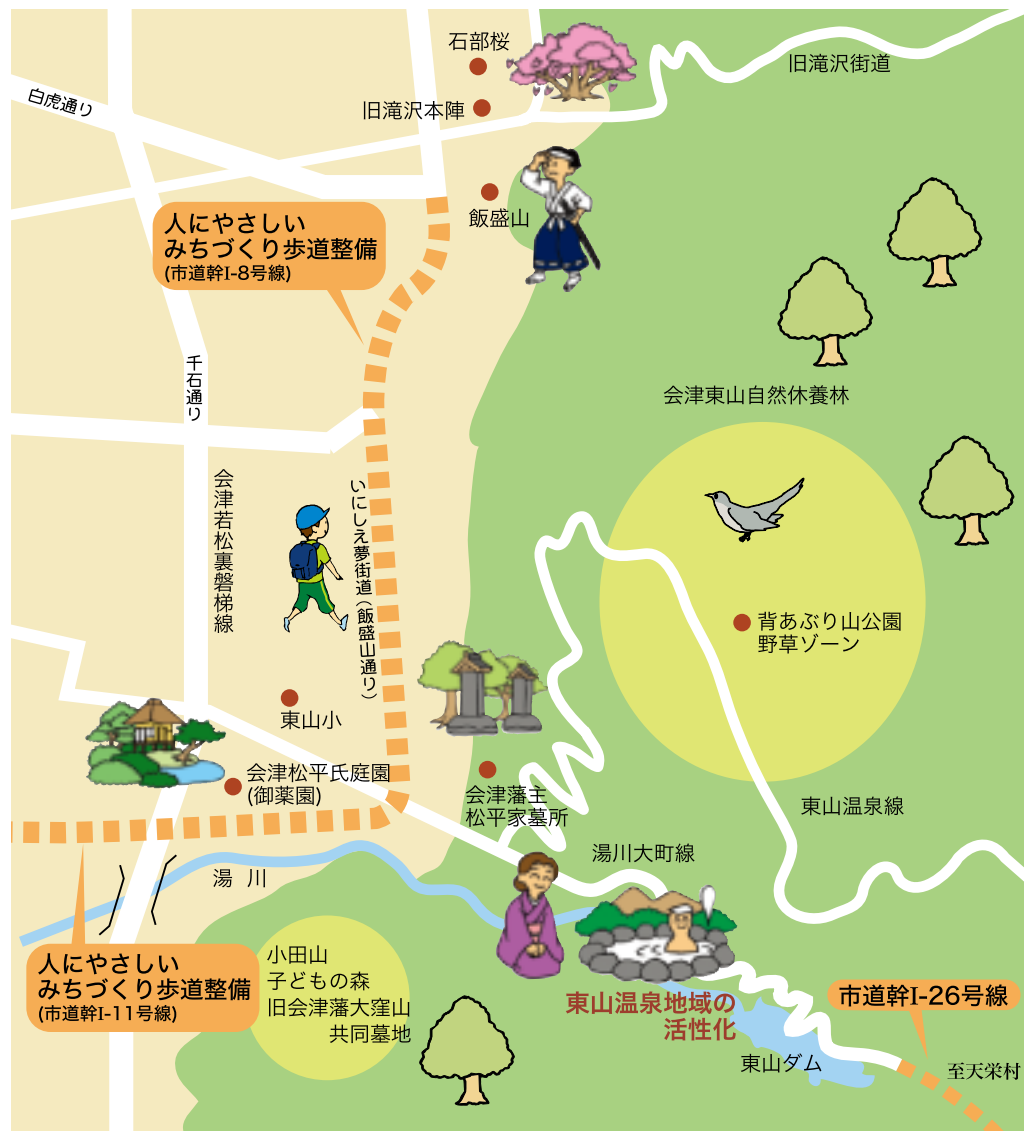 石部桜
旧滝沢街道
白虎通り
旧滝沢本陣
飯盛山
人にやさしい
みちづくり歩道整備
(市道幹I-8号線)
千石通り
会津東山自然休養林
会津若松裏磐梯線
いにしえ夢街道(飯盛山通り)
背あぶり山公園
野草ゾーン
東山小
会津松平氏庭園
(御薬園)
会津藩主
松平家墓所
東山温泉線
湯川大町線
湯 川
小田山
子どもの森
旧会津藩大窪山
共同墓地
人にやさしい
みちづくり歩道整備
(市道幹I-11号線)
東山温泉地域の
活性化
市道幹I-26号線
東山ダム
至天栄村